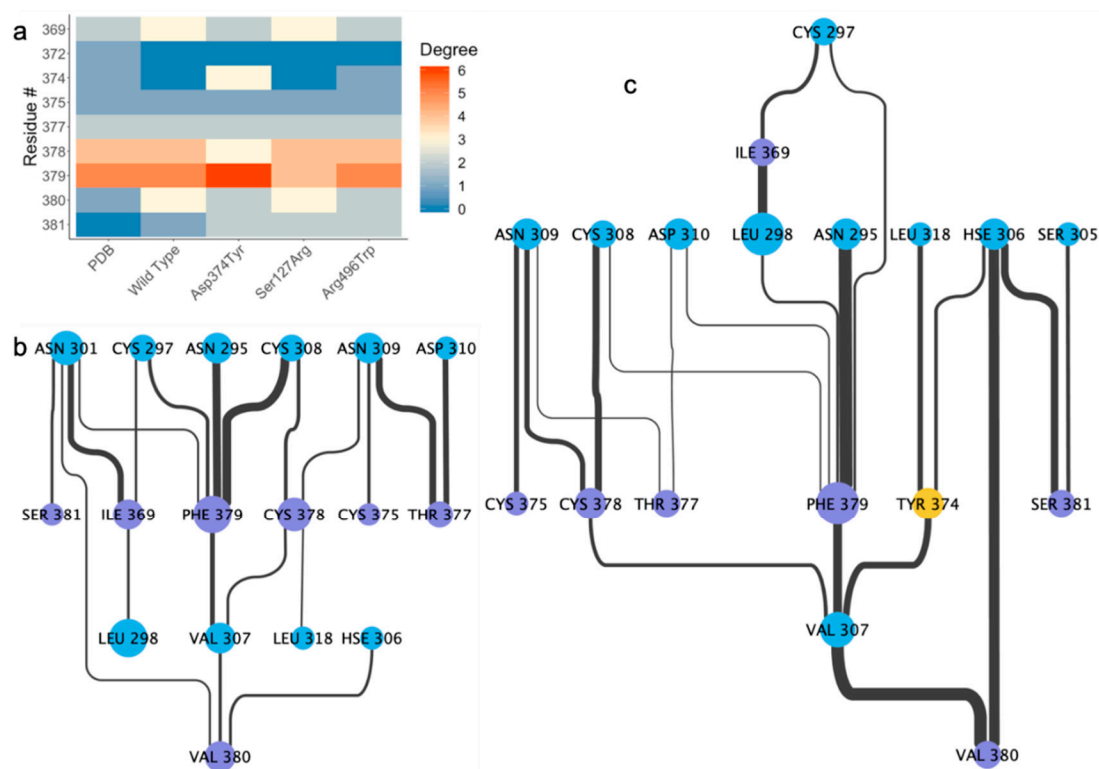 a
Residue #
369
372
374
375
377
378
379
380
381
PDB
Wild Type
Asp374Tyr
Ser127Arg
Arg496Trp
Degree
6
5
4
3
2
1
0
b
ASN 301 CYS 297 ASN 295 CYS 308 ASN 309 ASP 310
SER 381 ILE 369 PHE 379 CYS 378 CYS 375 THR 377
LEU 298 VAL 307 LEU 318 HSE 306
VAL 380
c
CYS 297
ILE 369
ASN 309 CYS 308 ASP 310 LEU 298 ASN 295 LEU 318 HSE 306 SER 305
CYS 375 CYS 378 THR 377 PHE 379 TYR 374 SER 381
VAL 307
VAL 380